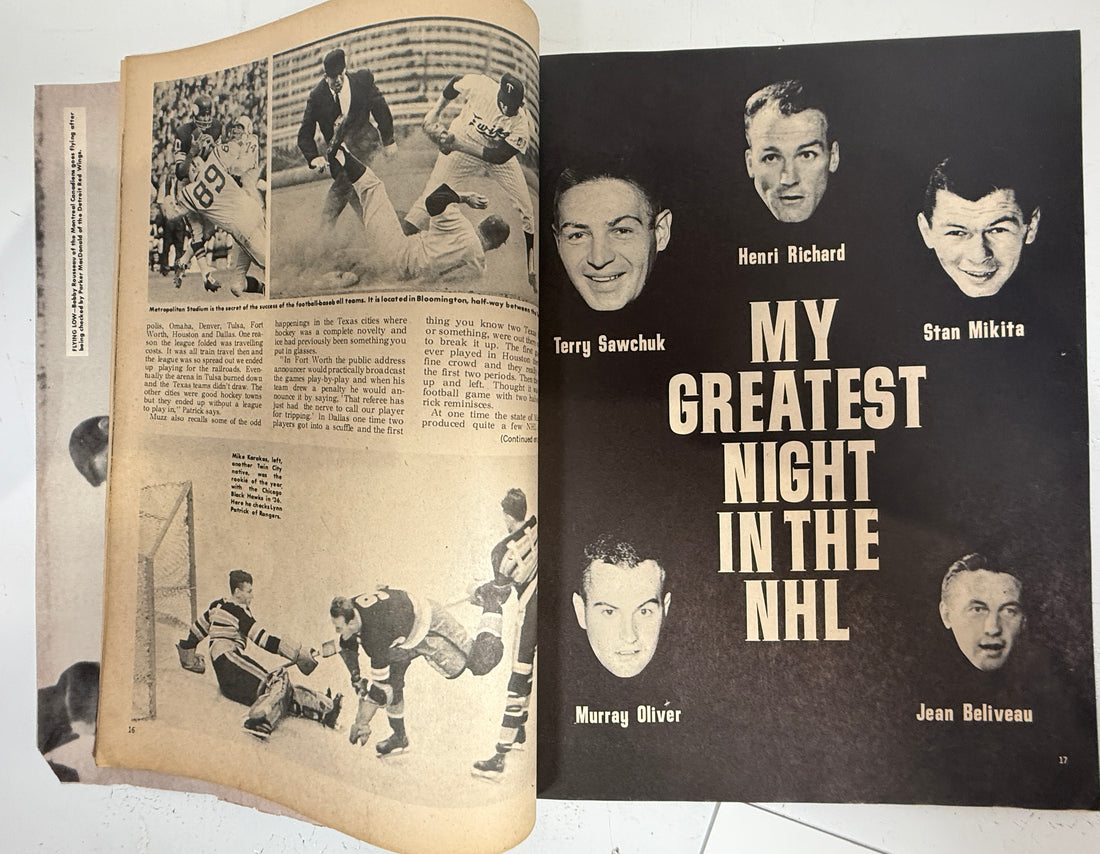 FLYING LOW—Bobby Rousseau of the Montreal Canadiens goes flying after
being checked by Parker MacDonald of the Detroit Red Wings.
89
74
T
Twins
Metropolitan Stadium is the secret of the success of the football-baseball teams. It is located in Bloomington, half-way between the
polis, Omaha, Denver, Tulsa, Fort
Worth, Houston and Dallas. One rea-
son the league folded was travelling
costs. It was all train travel then and
the league was so spread out we ended
up playing for the railroads. Even-
tually the arena in Tulsa burned down
and the Texas teams didn't draw. The
other cities were good hockey towns
but they ended up without a league
to play in," Patrick says.
Muzz also recalls some of the odd
happenings in the Texas cities where
hockey was a complete novelty and
ice had previously been something you
put in glasses.
"In Fort Worth the public address
announcer would practically broadcast
the games play-by-play and when his
team drew a penalty he would an-
nounce it by saying, 'That referee has
just had the nerve to call our player
for tripping.' In Dallas one time two
players got into a scuffle and the first
thing you know two Texas
or something, were out there
to break it up. The first
ever played in Houston
fine crowd and they
the first two periods. Then
up and left. Thought it
football game with two
rick reminisces.
At one time the state of
produced quite a few NHL
(Continued on
Mike Karakas, left,
another Twin City
native, was the
rookie of the year
with the Chicago
Black Hawks in '36.
Here he checks Lynn
Patrick of Rangers.
16
Henri Richard
Terry Sawchuk
Stan Mikita
MY
GREATEST
NIGHT
IN THE
NHL
Murray Oliver
Jean Beliveau
17